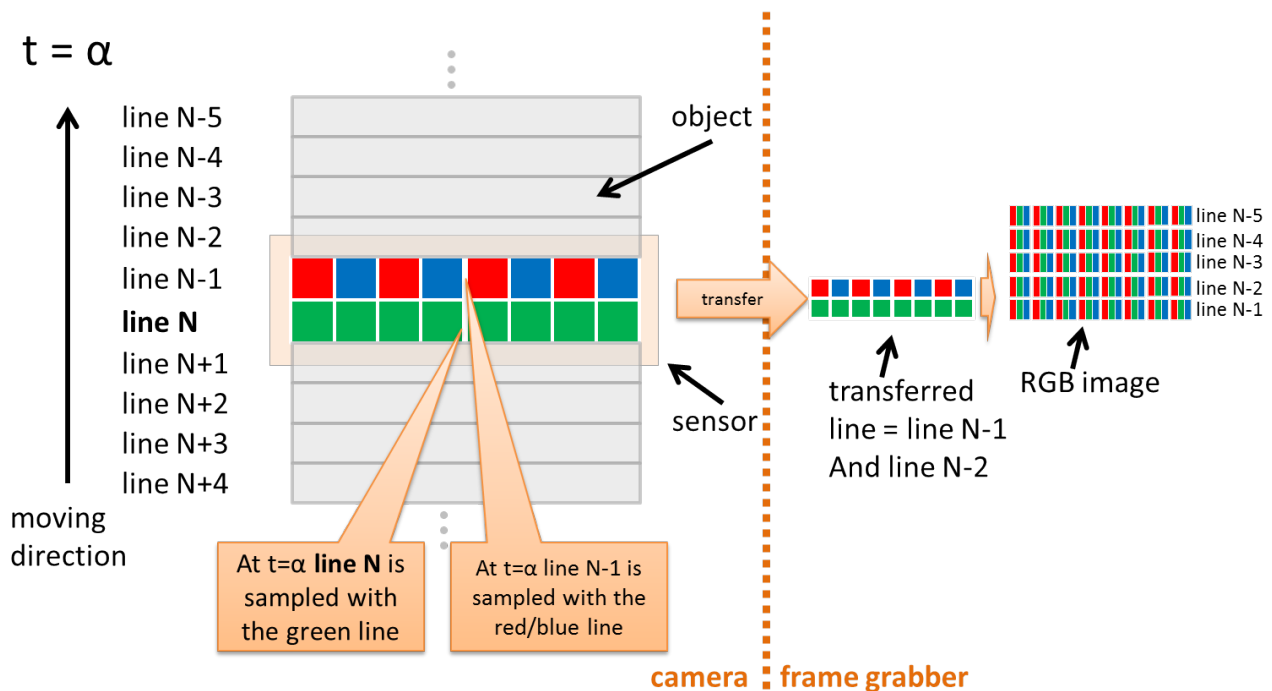 t = α
line N-5
line N-4
line N-3
line N-2
line N-1
line N
line N+1
line N+2
line N+3
line N+4
moving
direction
object
sensor
At t=α line N is
sampled with
the green line
At t=α line N-1 is
sampled with the
red/blue line
transfer
transferred
line = line N-1
And line N-2
line N-5
line N-4
line N-3
line N-2
line N-1
RGB image
camera
frame grabber